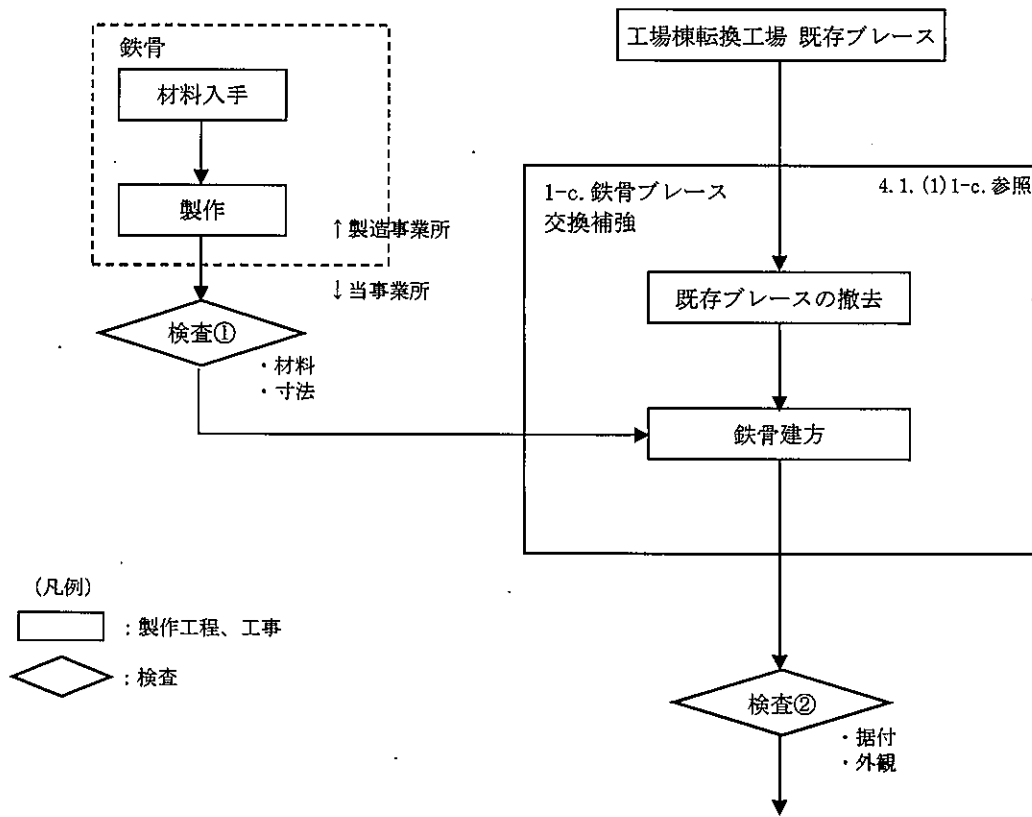 鉄骨
材料入手
製作
↑製造事業所
↓当事業所
検査①
・材料
・寸法
工場棟転換工場 既存ブレース
1-c.鉄骨ブレース
交換補強
4.1.(1)1-c.参照
既存ブレースの撤去
鉄骨建方
検査②
・据付
・外観
(凡例)
:製作工程、工事
:検査